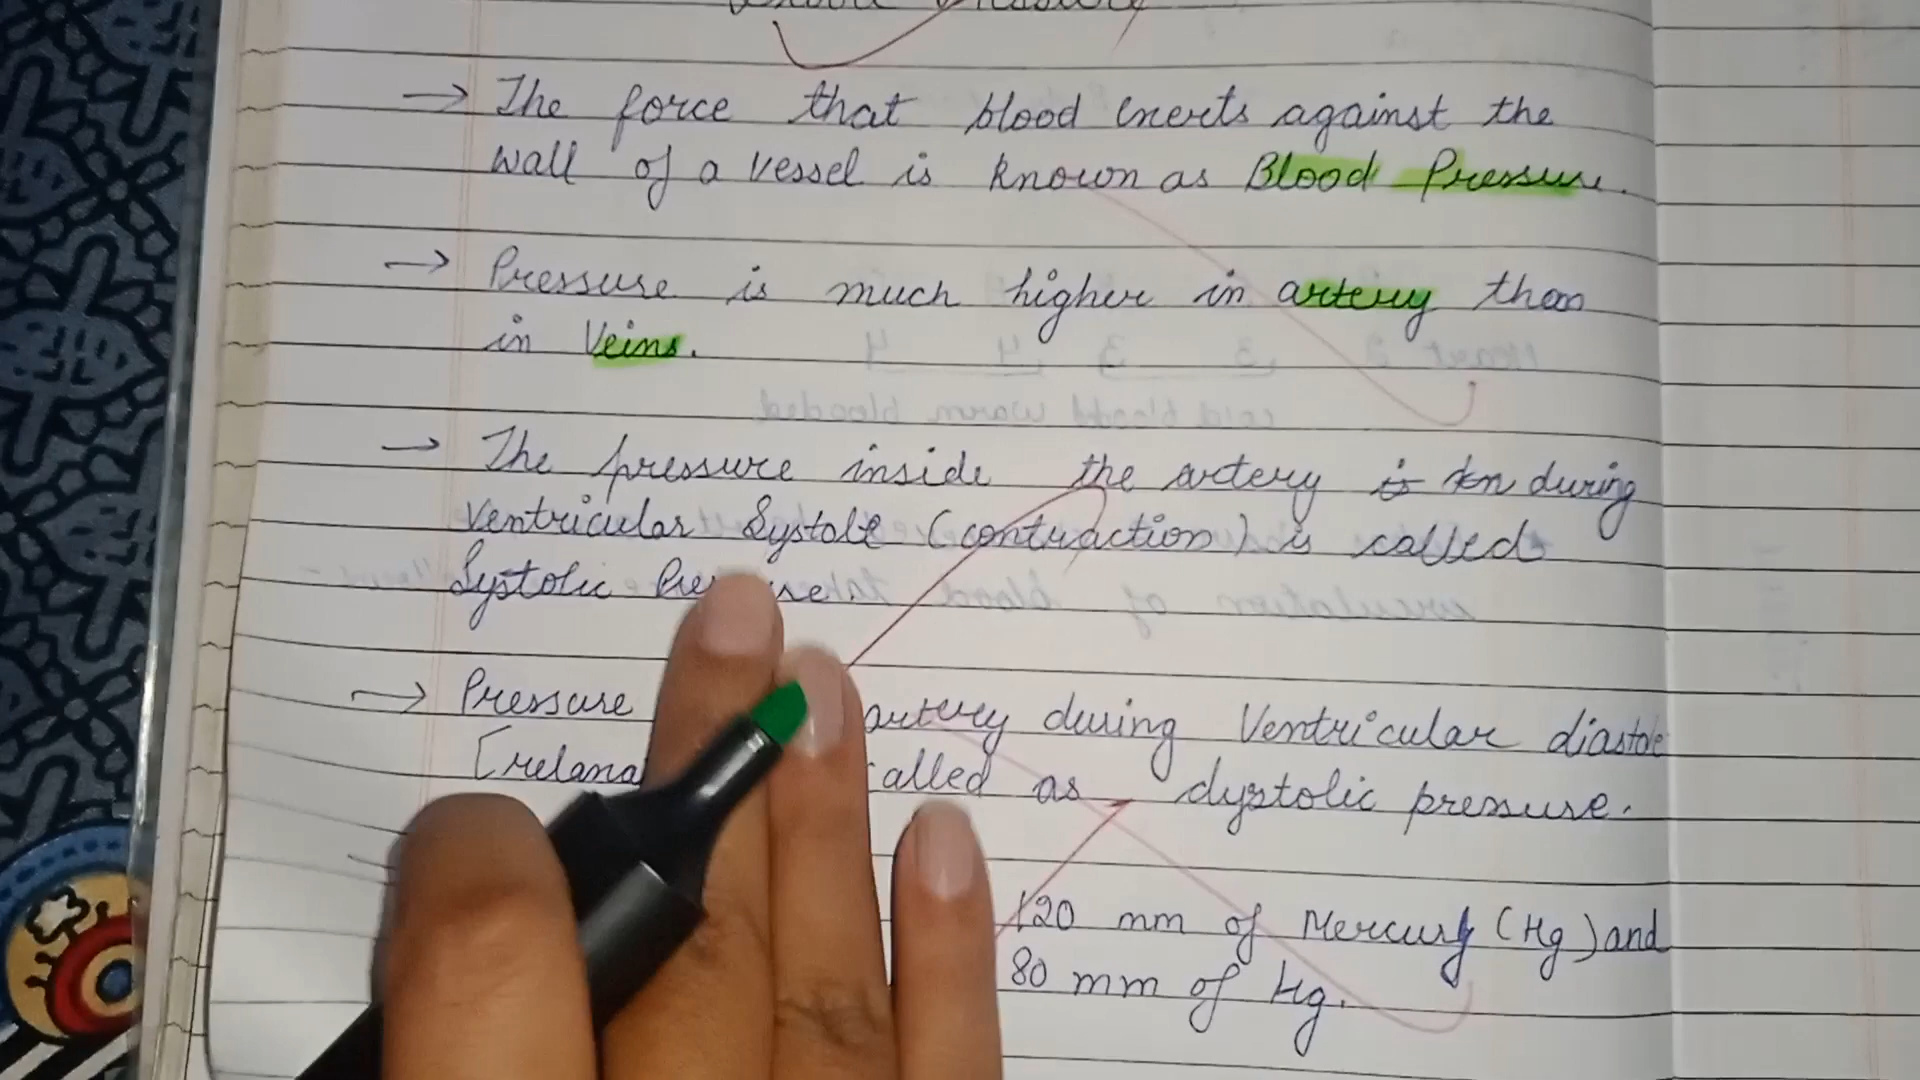 Blood Pressure
→ The force that blood exerts against the
wall of a vessel is known as Blood Pressure.
→ Pressure is much higher in artery than
in Veins.
→ The pressure inside the artery is during
Ventricular Systole (contraction) is called
Systolic
→ Pressure artery during Ventricular diastole
called as dystolic pressure.
120 mm of Mercury (Hg) and
80 mm of Hg.